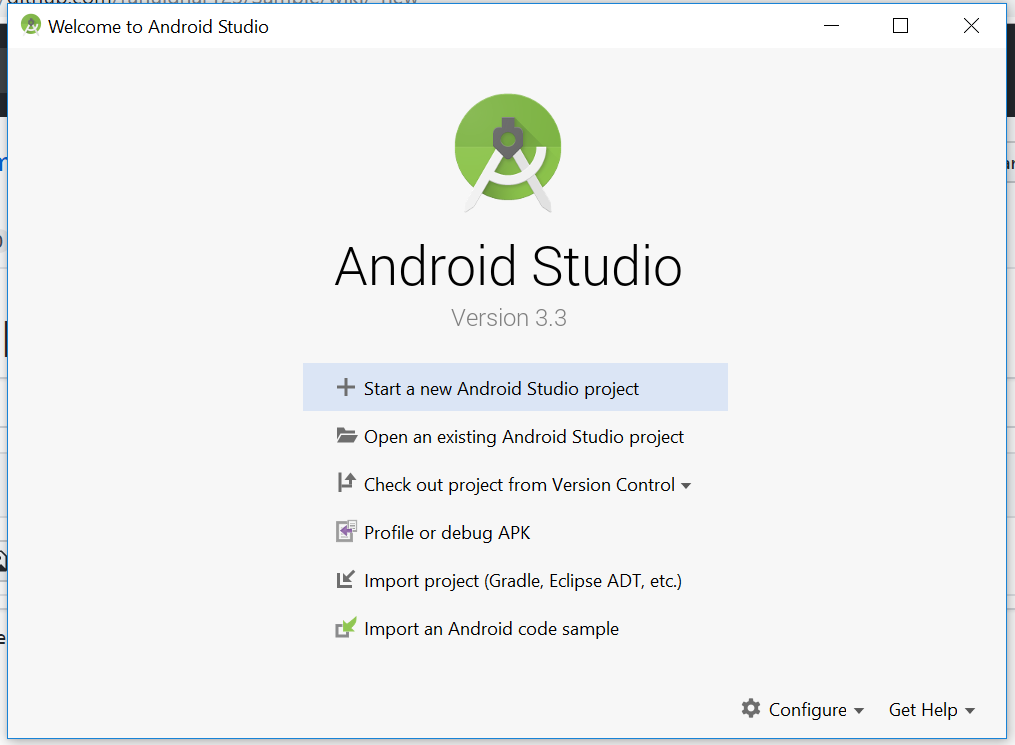 Welcome to Android Studio
Android Studio
Version 3.3
Start a new Android Studio project
Open an existing Android Studio project
Check out project from Version Control
Profile or debug APK
Import project (Gradle, Eclipse ADT, etc.)
Import an Android code sample
Configure
Get Help